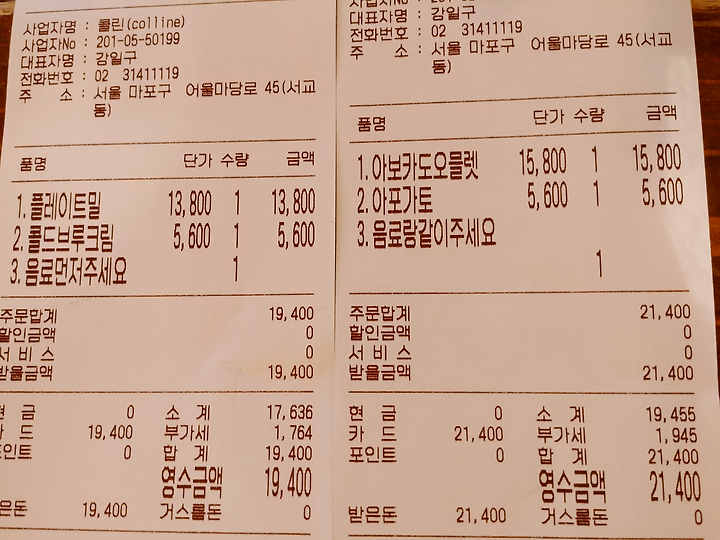 사업자명 : 콜린(colline)
사업자No : 201-05-50199
대표자명 : 강일구
전화번호 : 02 31411119
주 소 : 서울 마포구 어울마당로 45(서교
동)
품명 단가 수량 금액
1. 플레이트밀 13,800 1 13,800
2. 콜드브루크림 5,600 1 5,600
3. 음료먼저주세요 1
주문합계 19,400
할인금액 0
서 비 스 0
받을금액 19,400
현 금 0 소 계 17,636
카 드 19,400 부가세 1,764
포인트 0 합 계 19,400
영수금액 19,400
받은돈 19,400 거스름돈 0
대표자명 : 강일구
전화번호 : 02 31411119
주 소 : 서울 마포구 어울마당로 45(서교
동)
품명 단가 수량 금액
1. 아보카도오믈렛 15,800 1 15,800
2. 아포가토 5,600 1 5,600
3. 음료랑같이주세요
1
주문합계 21,400
할인금액 0
서 비 스 0
받을금액 21,400
현 금 0 소 계 19,455
카 드 21,400 부가세 1,945
포인트 0 합 계 21,400
영수금액 21,400
받은돈 21,400 거스름돈 0